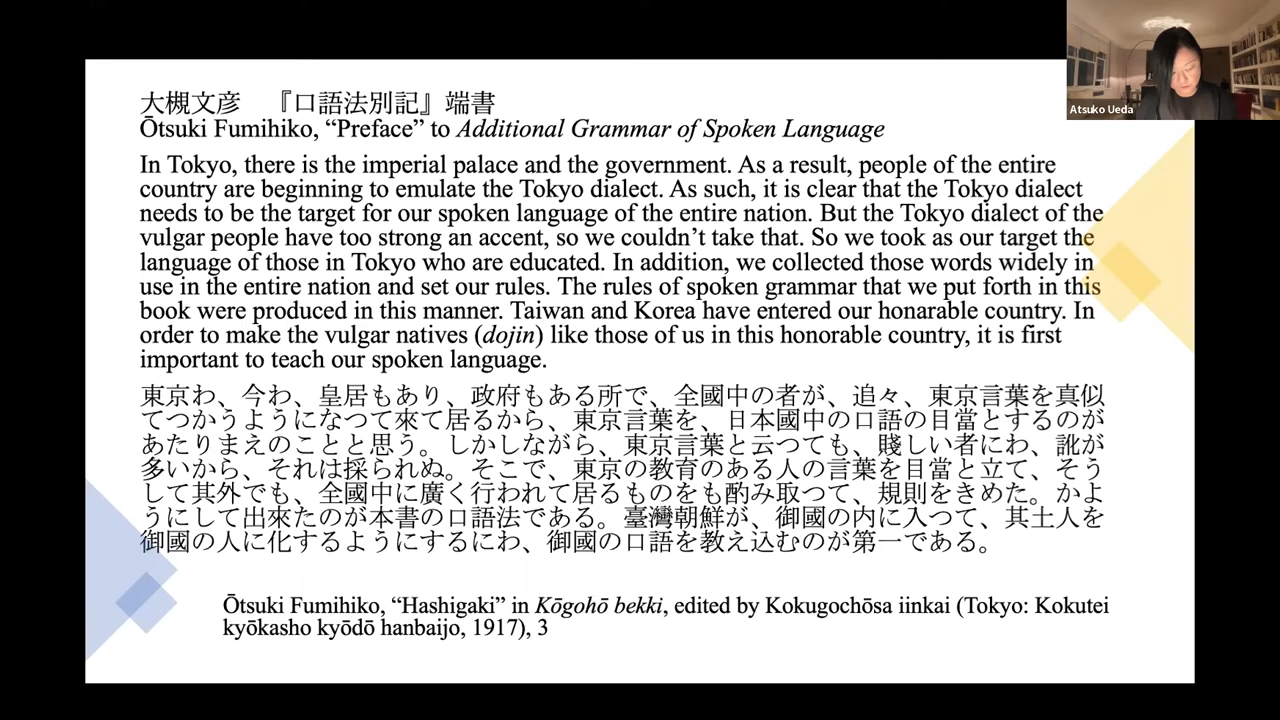 大槻文彦　『口語法別記』端書
Ōtsuki Fumihiko, “Preface” to Additional Grammar of Spoken Language
In Tokyo, there is the imperial palace and the government. As a result, people of the entire
country are beginning to emulate the Tokyo dialect. As such, it is clear that the Tokyo dialect
needs to be the target for our spoken language of the entire nation. But the Tokyo dialect of the
vulgar people have too strong an accent, so we couldn’t take that. So we took as our target the
language of those in Tokyo who are educated. In addition, we collected those words widely in
use in the entire nation and set our rules. The rules of spoken grammar that we put forth in this
book were produced in this manner. Taiwan and Korea have entered our honarable country. In
order to make the vulgar natives (dojin) like those of us in this honorable country, it is first
important to teach our spoken language.
東京わ、今わ、皇居もあり、政府もある所で、全國中の者が、追々、東京言葉を真似
てつかうようになつて來て居るから、東京言葉を、日本國中の口語の目當とするのが
あたりまえのことと思う。しかしながら、東京言葉と云つても、賤しい者にわ、訛が
多いから、それは採られぬ。そこで、東京の教育のある人の言葉を目當と立て、そう
して其外でも、全國中に廣く行われて居るものをも酌み取つて、規則をきめた。かよ
うにして出來たのが本書の口語法である。臺灣朝鮮が、御國の内に入つて、其土人を
御國の人に化するようにするにわ、御國の口語を教え込むのが第一である。
Ōtsuki Fumihiko, “Hashigaki” in Kōgohō bekki, edited by Kokugochōsa iinkai (Tokyo: Kokutei
kyōkasho kyōdō hanbaijo, 1917), 3
Atsuko Ueda